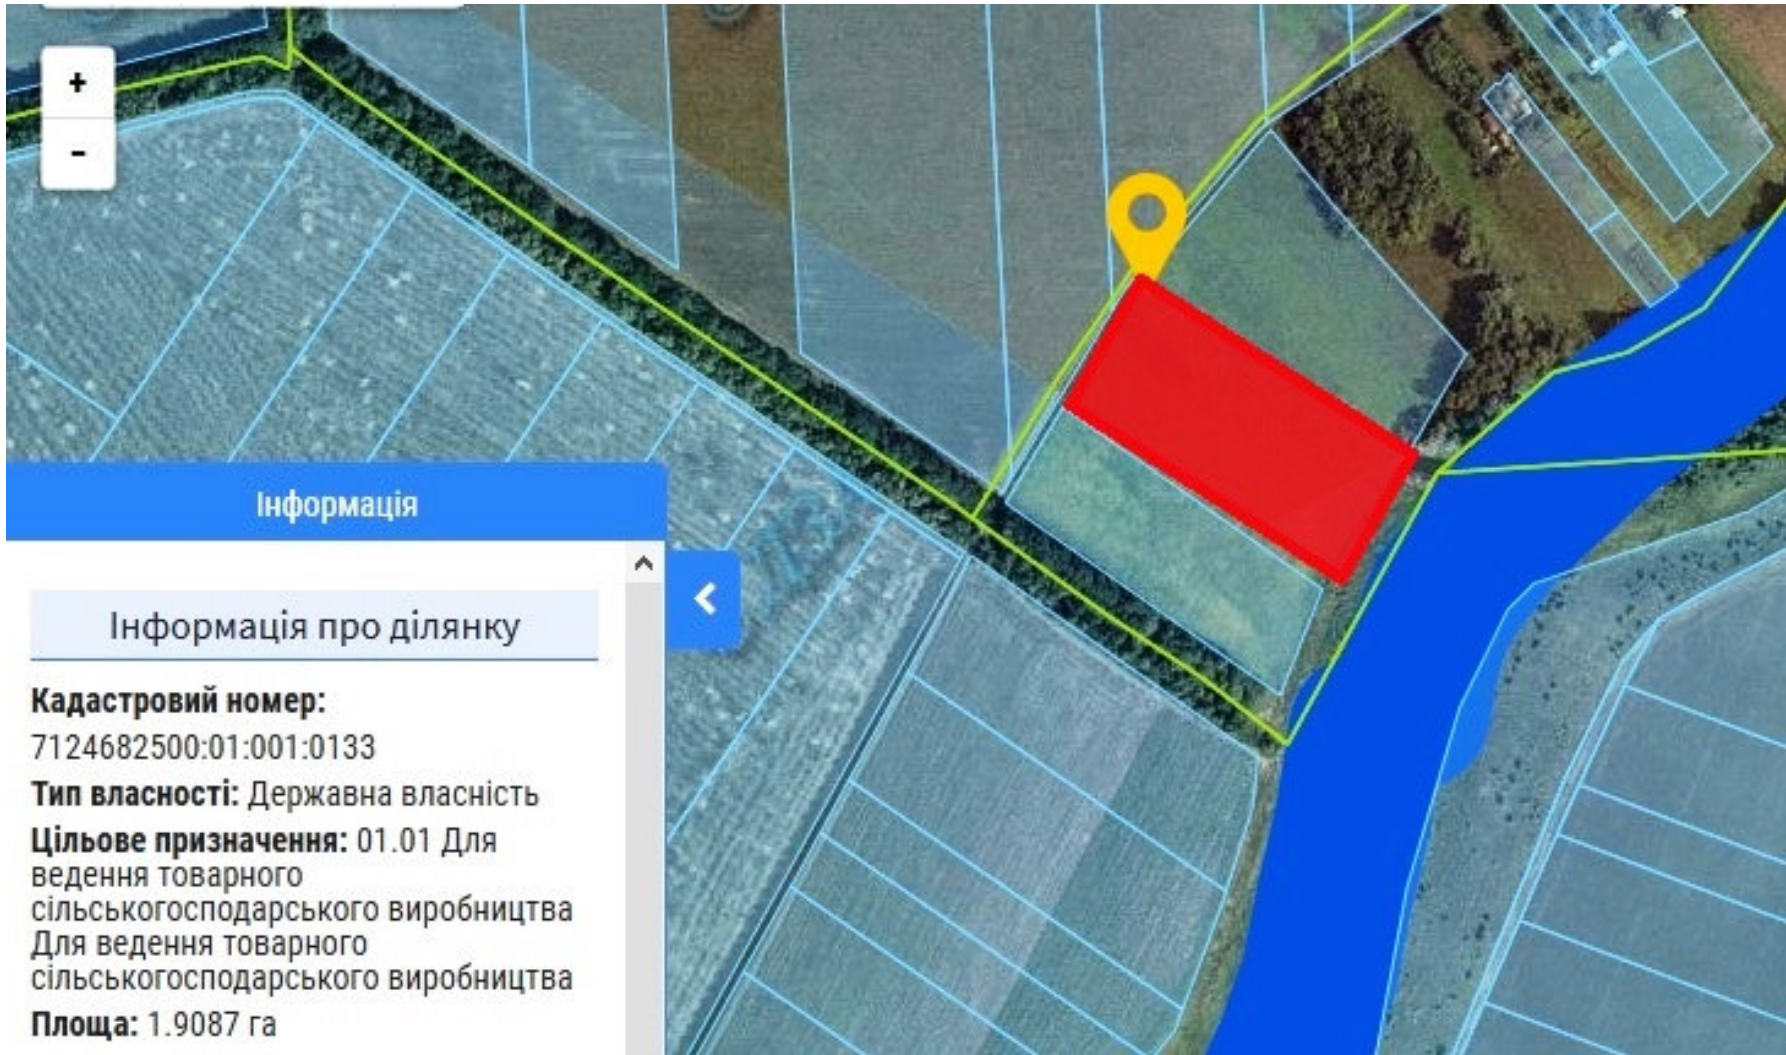 +
-
Інформація
Інформація про ділянку
Кадастровий номер:
7124682500:01:001:0133
Тип власності: Державна власність
Цільове призначення: 01.01 Для
ведення товарного
сільськогосподарського виробництва
Для ведення товарного
сільськогосподарського виробництва
Площа: 1.9087 га